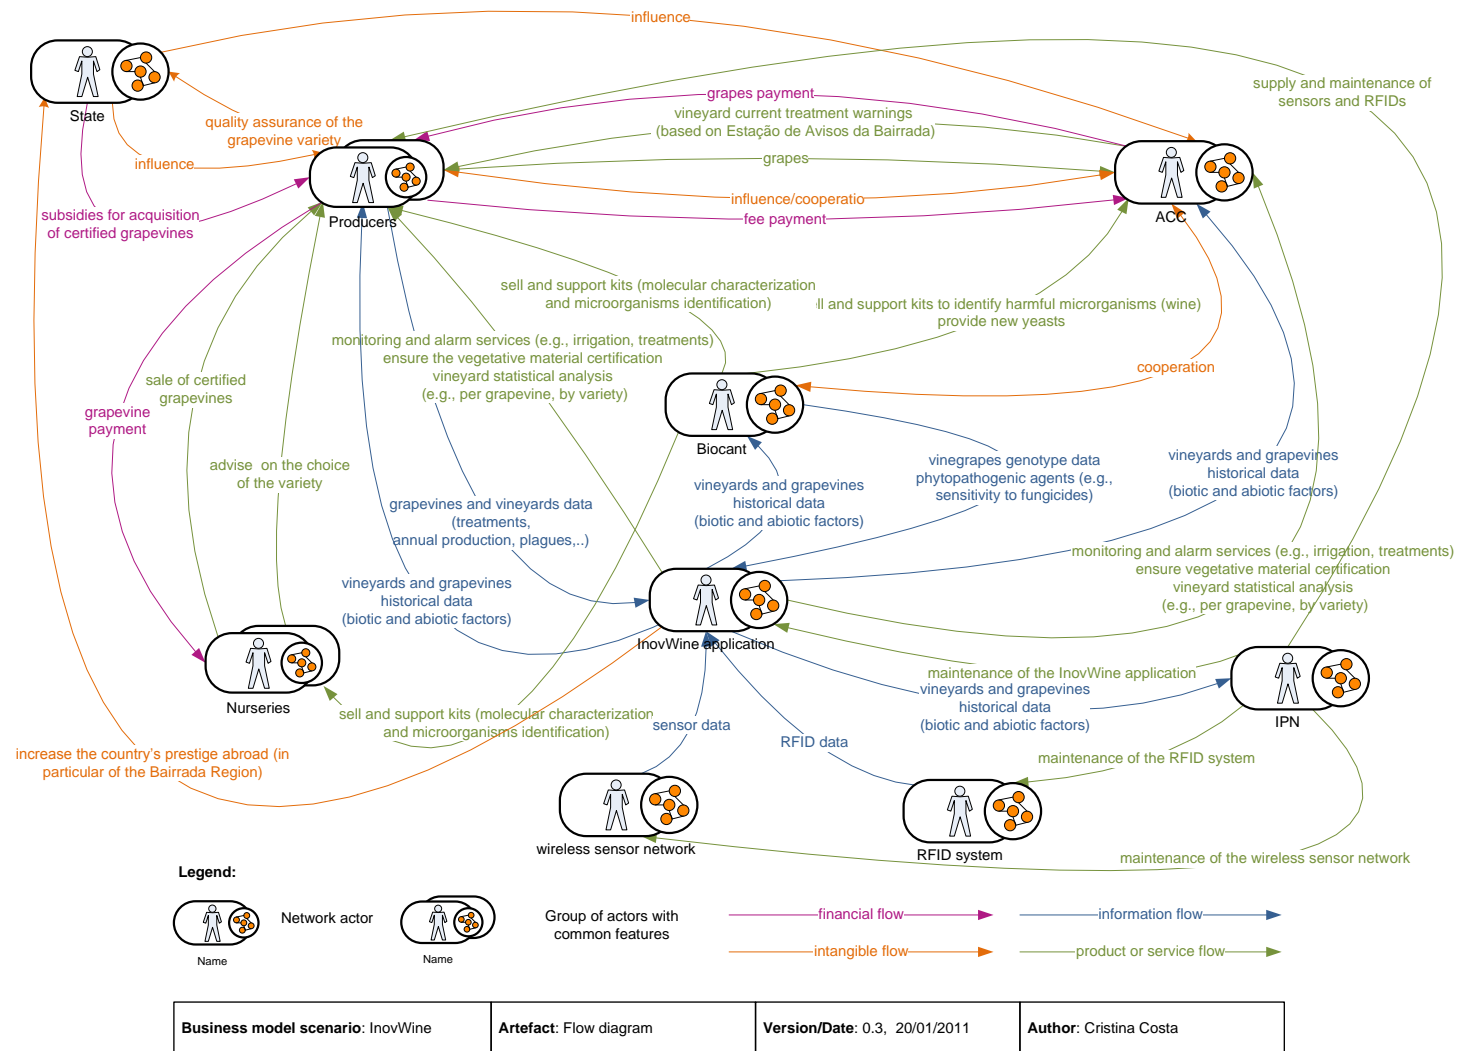 influence
supply and maintenance of
sensors and RFIDs
State
grapes payment
vineyard current treatment warnings
(based on Estação de Avisos da Bairrada)
quality assurance of the
grapevine variety
influence
grapes
influence/cooperatio
fee payment
Producers
ACC
subsidies for acquisition
of certified grapevines
sell and support kits (molecular characterization
and microorganisms identification)
ell and support kits to identify harmful microrganisms (wine)
provide new yeasts
monitoring and alarm services (e.g., irrigation, treatments)
ensure the vegetative material certification
vineyard statistical analysis
(e.g., per grapevine, by variety)
cooperation
sale of certified
grapevines
grapevine
payment
Biocant
advise on the choice
of the variety
vinegrapes genotype data
phytopathogenic agents (e.g.,
sensitivity to fungicides)
vineyards and grapevines
historical data
(biotic and abiotic factors)
vineyards and grapevines
historical data
(biotic and abiotic factors)
grapevines and vineyards data
(treatments,
annual production, plagues,..)
monitoring and alarm services (e.g., irrigation, treatments)
ensure vegetative material certification
vineyard statistical analysis
(e.g., per grapevine, by variety)
vineyards and grapevines
historical data
(biotic and abiotic factors)
InovWine application
maintenance of the InovWine application
vineyards and grapevines
historical data
(biotic and abiotic factors)
Nurseries
IPN
sell and support kits (molecular characterization
and microorganisms identification)
sensor data
RFID data
increase the country's prestige abroad (in
particular of the Bairrada Region)
maintenance of the RFID system
wireless sensor network
RFID system
maintenance of the wireless sensor network
Legend:
Network actor
Name
Group of actors with
common features
Name
financial flow
information flow
intangible flow
product or service flow
Business model scenario: InovWine
Artefact: Flow diagram
Version/Date: 0.3, 20/01/2011
Author: Cristina Costa